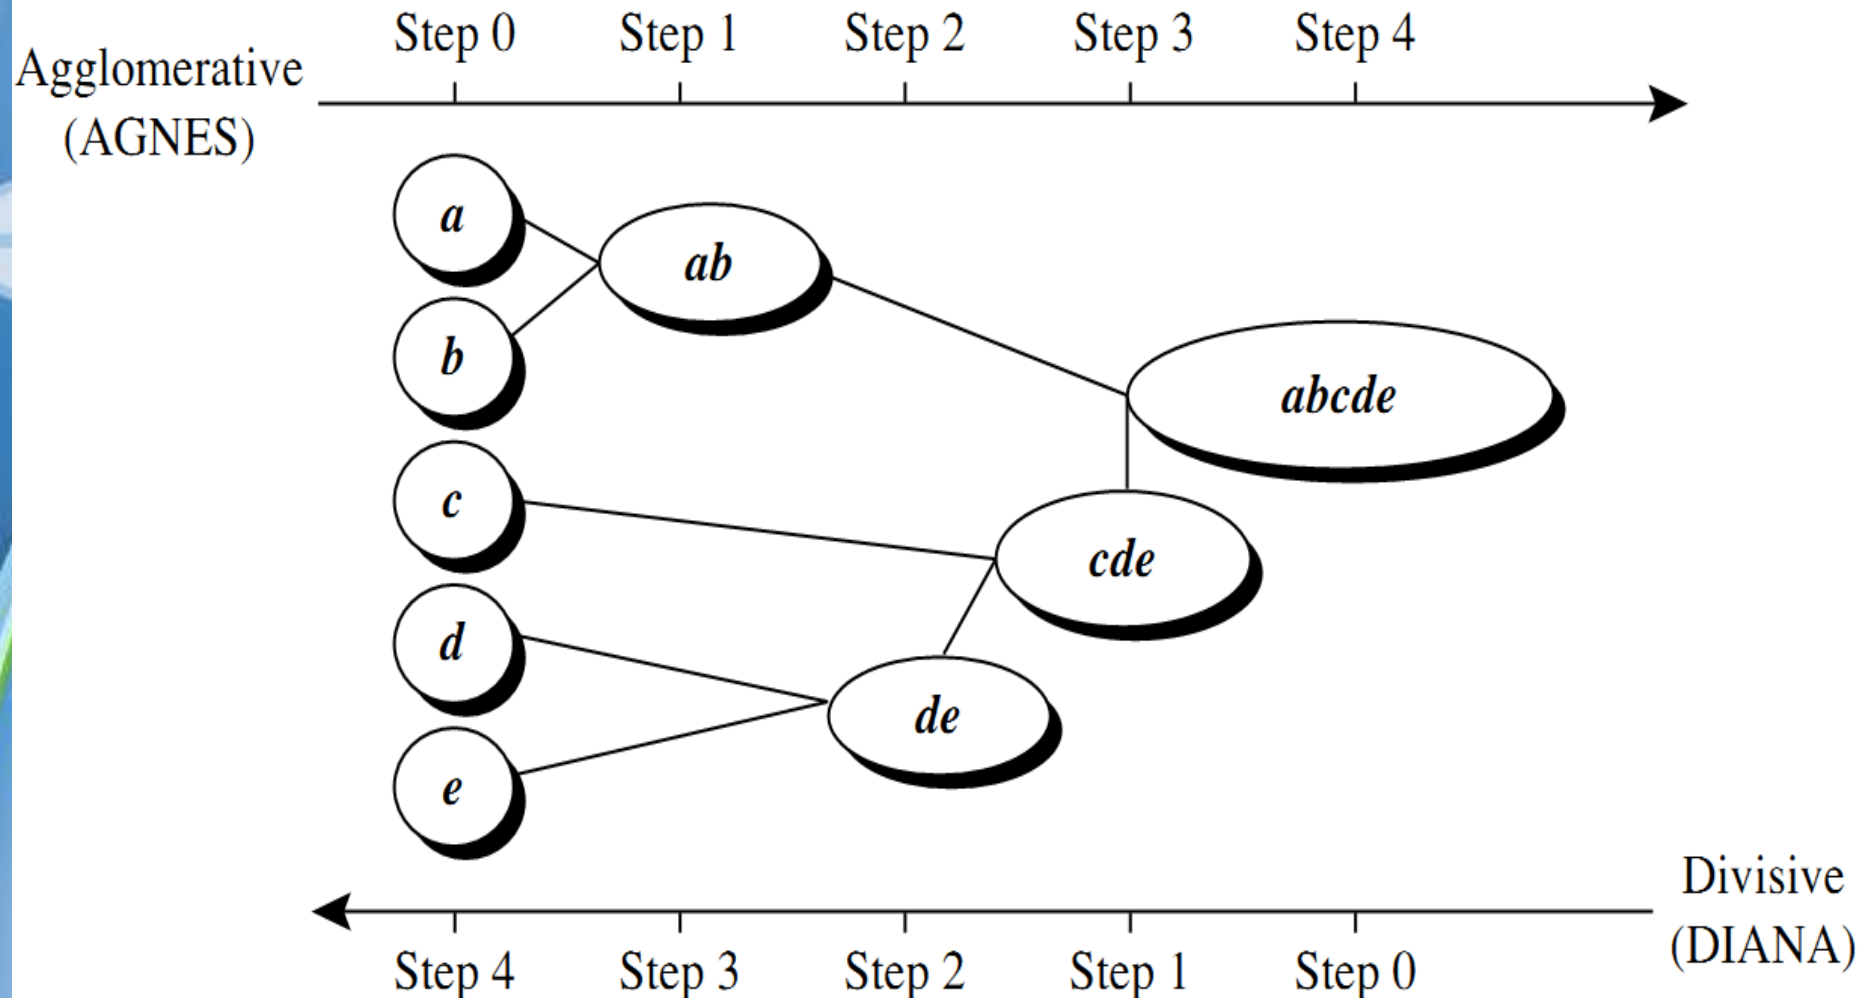 Step 0 Step 1 Step 2 Step 3 Step 4
Agglomerative
(AGNES)
a
ab
b
abcde
c
cde
d
de
e
Divisive
(DIANA)
Step 4 Step 3 Step 2 Step 1 Step 0